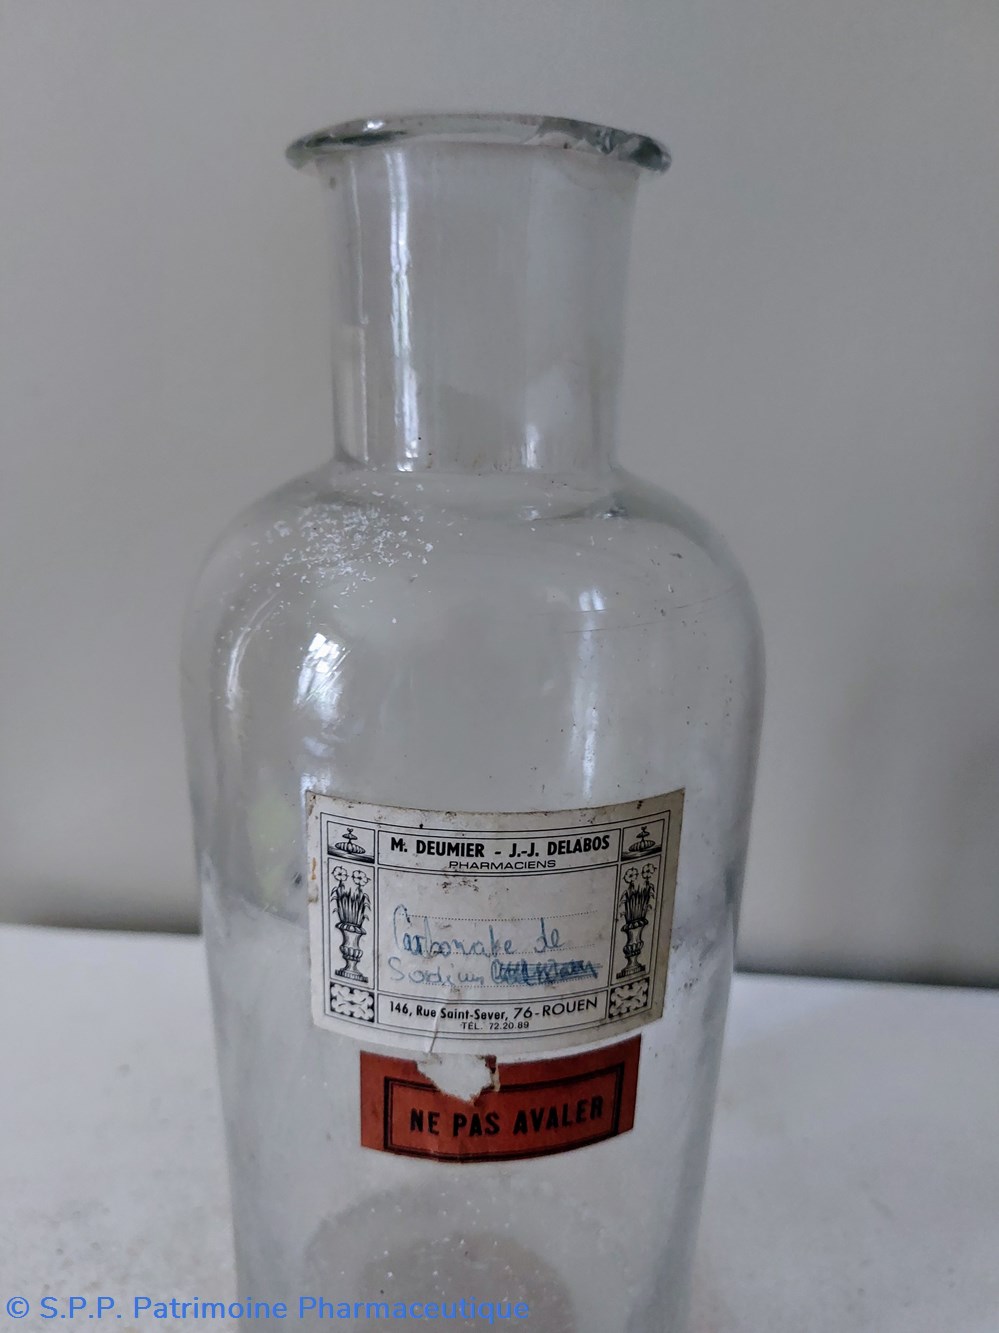 M. DEUMIER - J.-J. DELABOS
PHARMACIENS
Carbonate de
Sodium
146, Rue Saint-Sever, 76-ROUEN
TÉL. 72.20.89
NE PAS AVALER
© S.P.P. Patrimoine Pharmaceutique